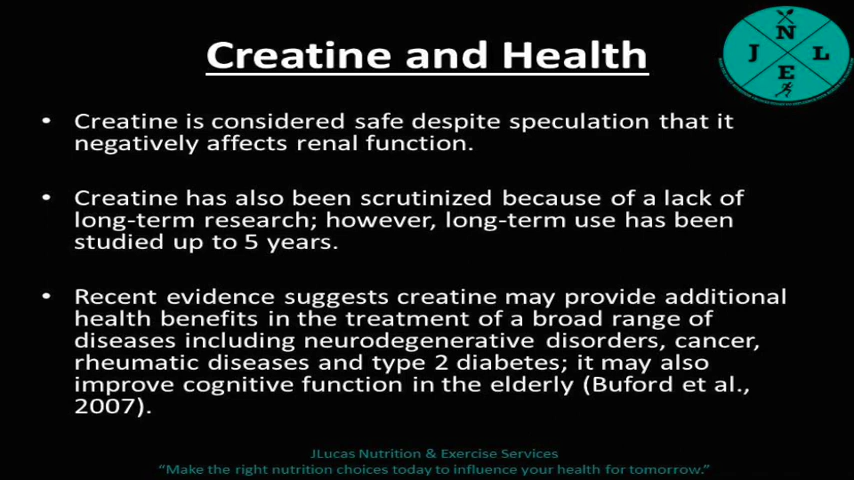 Creatine and Health
N
J L
E
• Creatine is considered safe despite speculation that it
negatively affects renal function.
• Creatine has also been scrutinized because of a lack of
long-term research; however, long-term use has been
studied up to 5 years.
• Recent evidence suggests creatine may provide additional
health benefits in the treatment of a broad range of
diseases including neurodegenerative disorders, cancer,
rheumatic diseases and type 2 diabetes; it may also
improve cognitive function in the elderly (Buford et al.,
2007).
JLucas Nutrition & Exercise Services
“Make the right nutrition choices today to influence your health for tomorrow.”